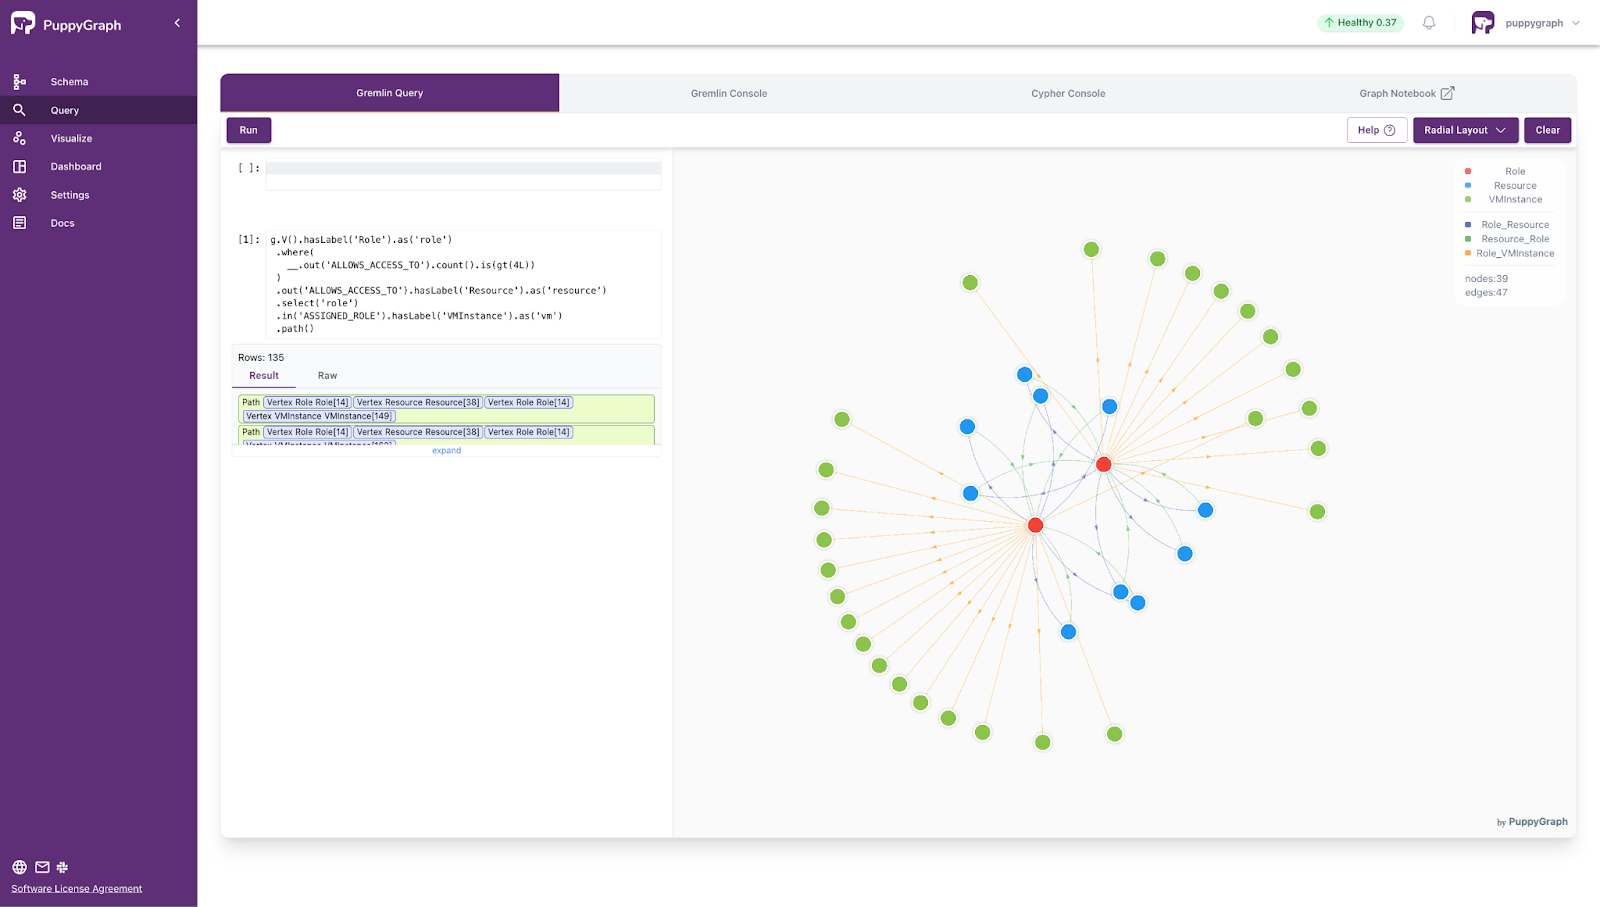 PuppyGraph
Healthy 0.37
puppygraph
Schema
Query
Visualize
Dashboard
Settings
Docs
Gremlin Query
Gremlin Console
Cypher Console
Graph Notebook
Run
Help
Radial Layout
Clear
[ ]:
[1]:
g.V().hasLabel('Role').as('role')
.where(
__.out('ALLOWS_ACCESS_TO').count().is(gt(4L))
)
.out('ALLOWS_ACCESS_TO').hasLabel('Resource').as('resource')
.select('role')
.in('ASSIGNED_ROLE').hasLabel('VMInstance').as('vm')
.path()
Rows: 135
Result Raw
Path Vertex Role Role[14] Vertex Resource Resource[38] Vertex Role Role[14]
Vertex VMInstance VMInstance[149]
Path Vertex Role Role[14] Vertex Resource Resource[38] Vertex Role Role[14]
expand
Role
Resource
VMInstance
Role_Resource
Resource_Role
Role_VMInstance
nodes:39
edges:47
by PuppyGraph
Software License Agreement